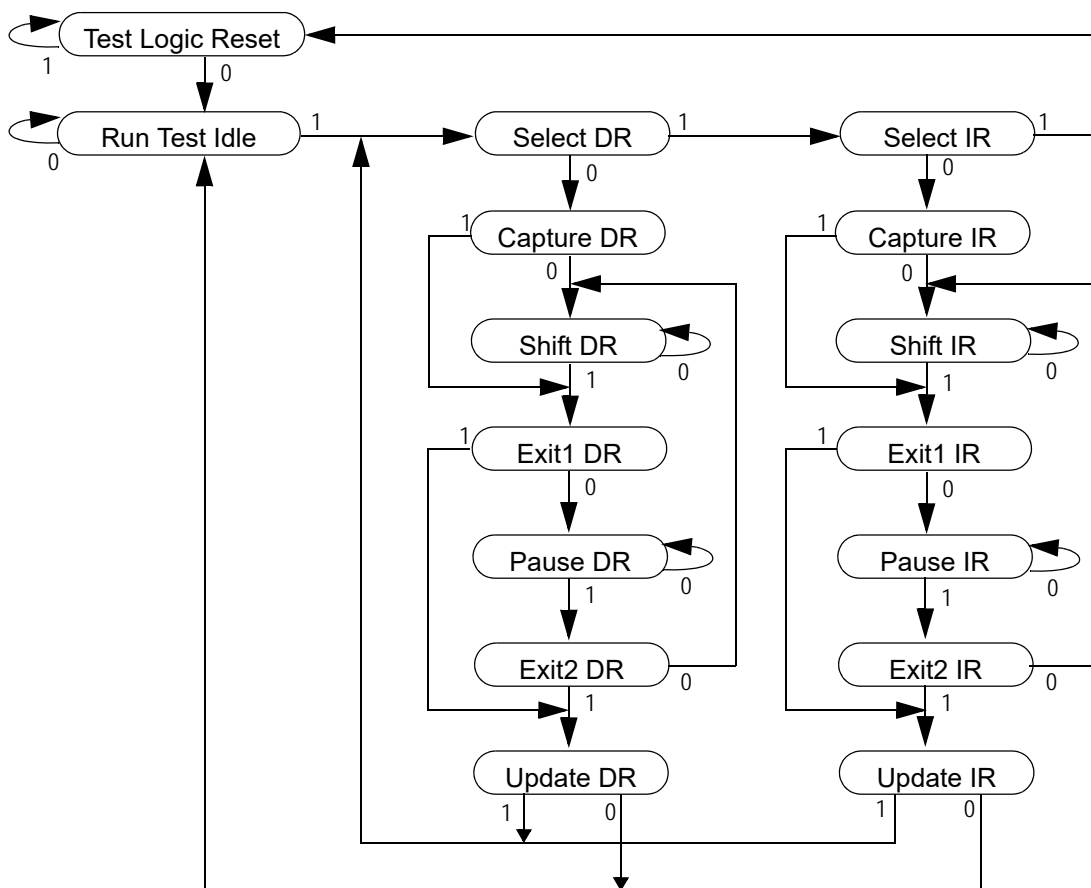 Test Logic Reset
1
0
Run Test Idle
0
1
Select DR
1
0
Select IR
1
0
1
Capture DR
0
1
Capture IR
0
Shift DR
0
1
Shift IR
0
1
1
Exit1 DR
0
1
Exit1 IR
0
Pause DR
0
1
Pause IR
0
1
Exit2 DR
0
1
Exit2 IR
0
1
Update DR
1
0
Update IR
1
0